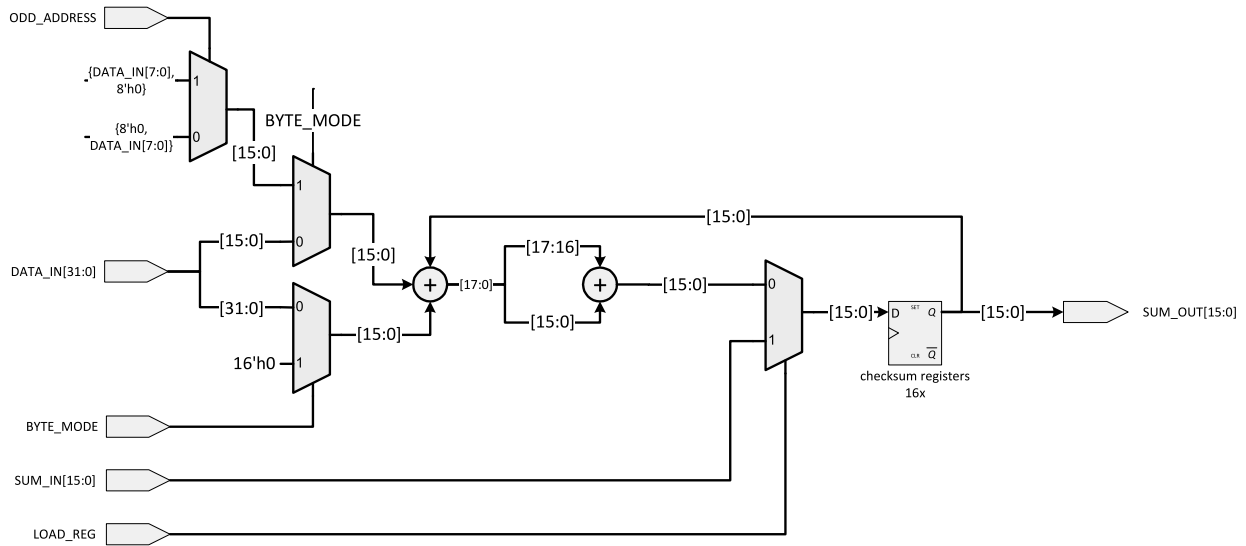 ODD_ADDRESS
{DATA_IN[7:0],
8'h0}
1
{8'h0,
DATA_IN[7:0]}
0
BYTE_MODE
[15:0]
1
[15:0]
0
[15:0]
[15:0]
DATA_IN[31:0]
[17:16]
+
[17:0]
+
[15:0]
0
[31:0]
0
[15:0]
[15:0]
[15:0]
D
SET
Q
[15:0]
SUM_OUT[15:0]
16'h0
1
1
CLR
Q
checksum registers
16x
BYTE_MODE
SUM_IN[15:0]
LOAD_REG